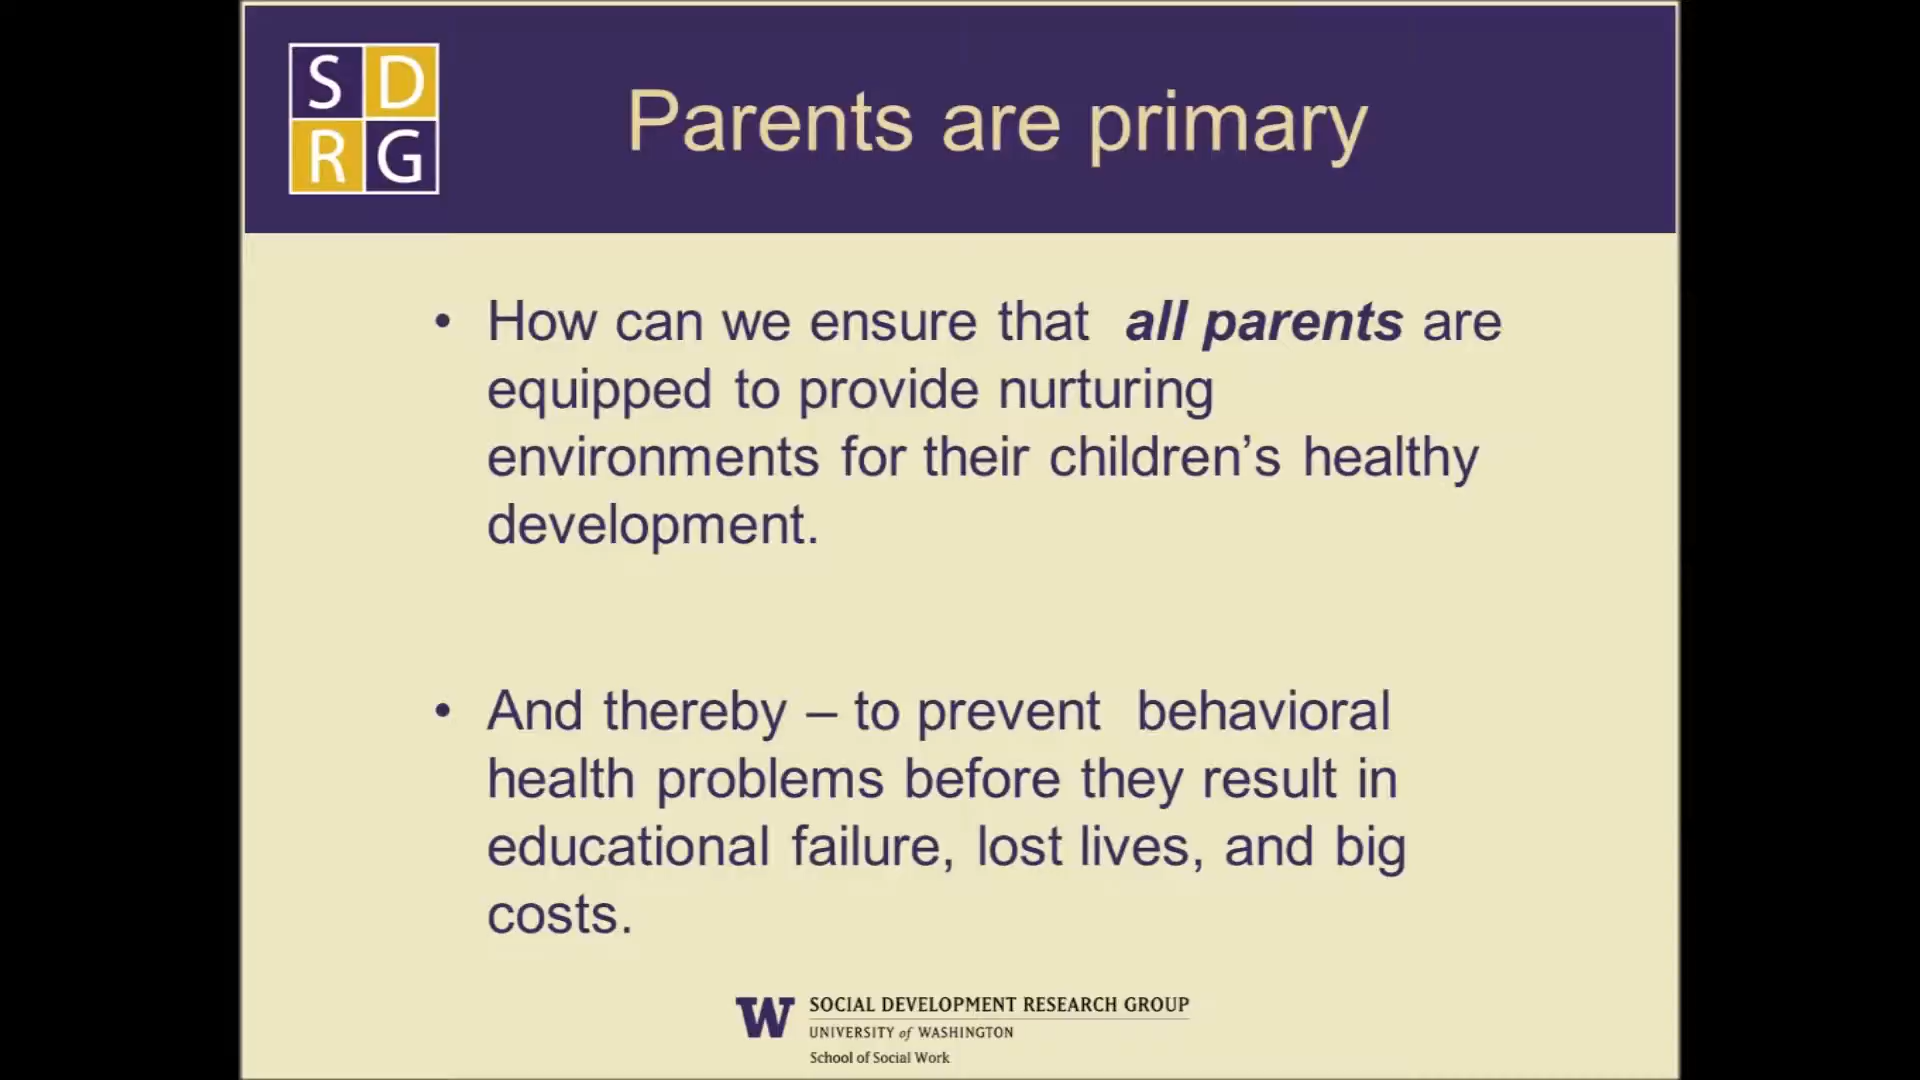 S D
R G
Parents are primary
• How can we ensure that all parents are
equipped to provide nurturing
environments for their children’s healthy
development.
• And thereby – to prevent behavioral
health problems before they result in
educational failure, lost lives, and big
costs.
W SOCIAL DEVELOPMENT RESEARCH GROUP
UNIVERSITY of WASHINGTON
School of Social Work